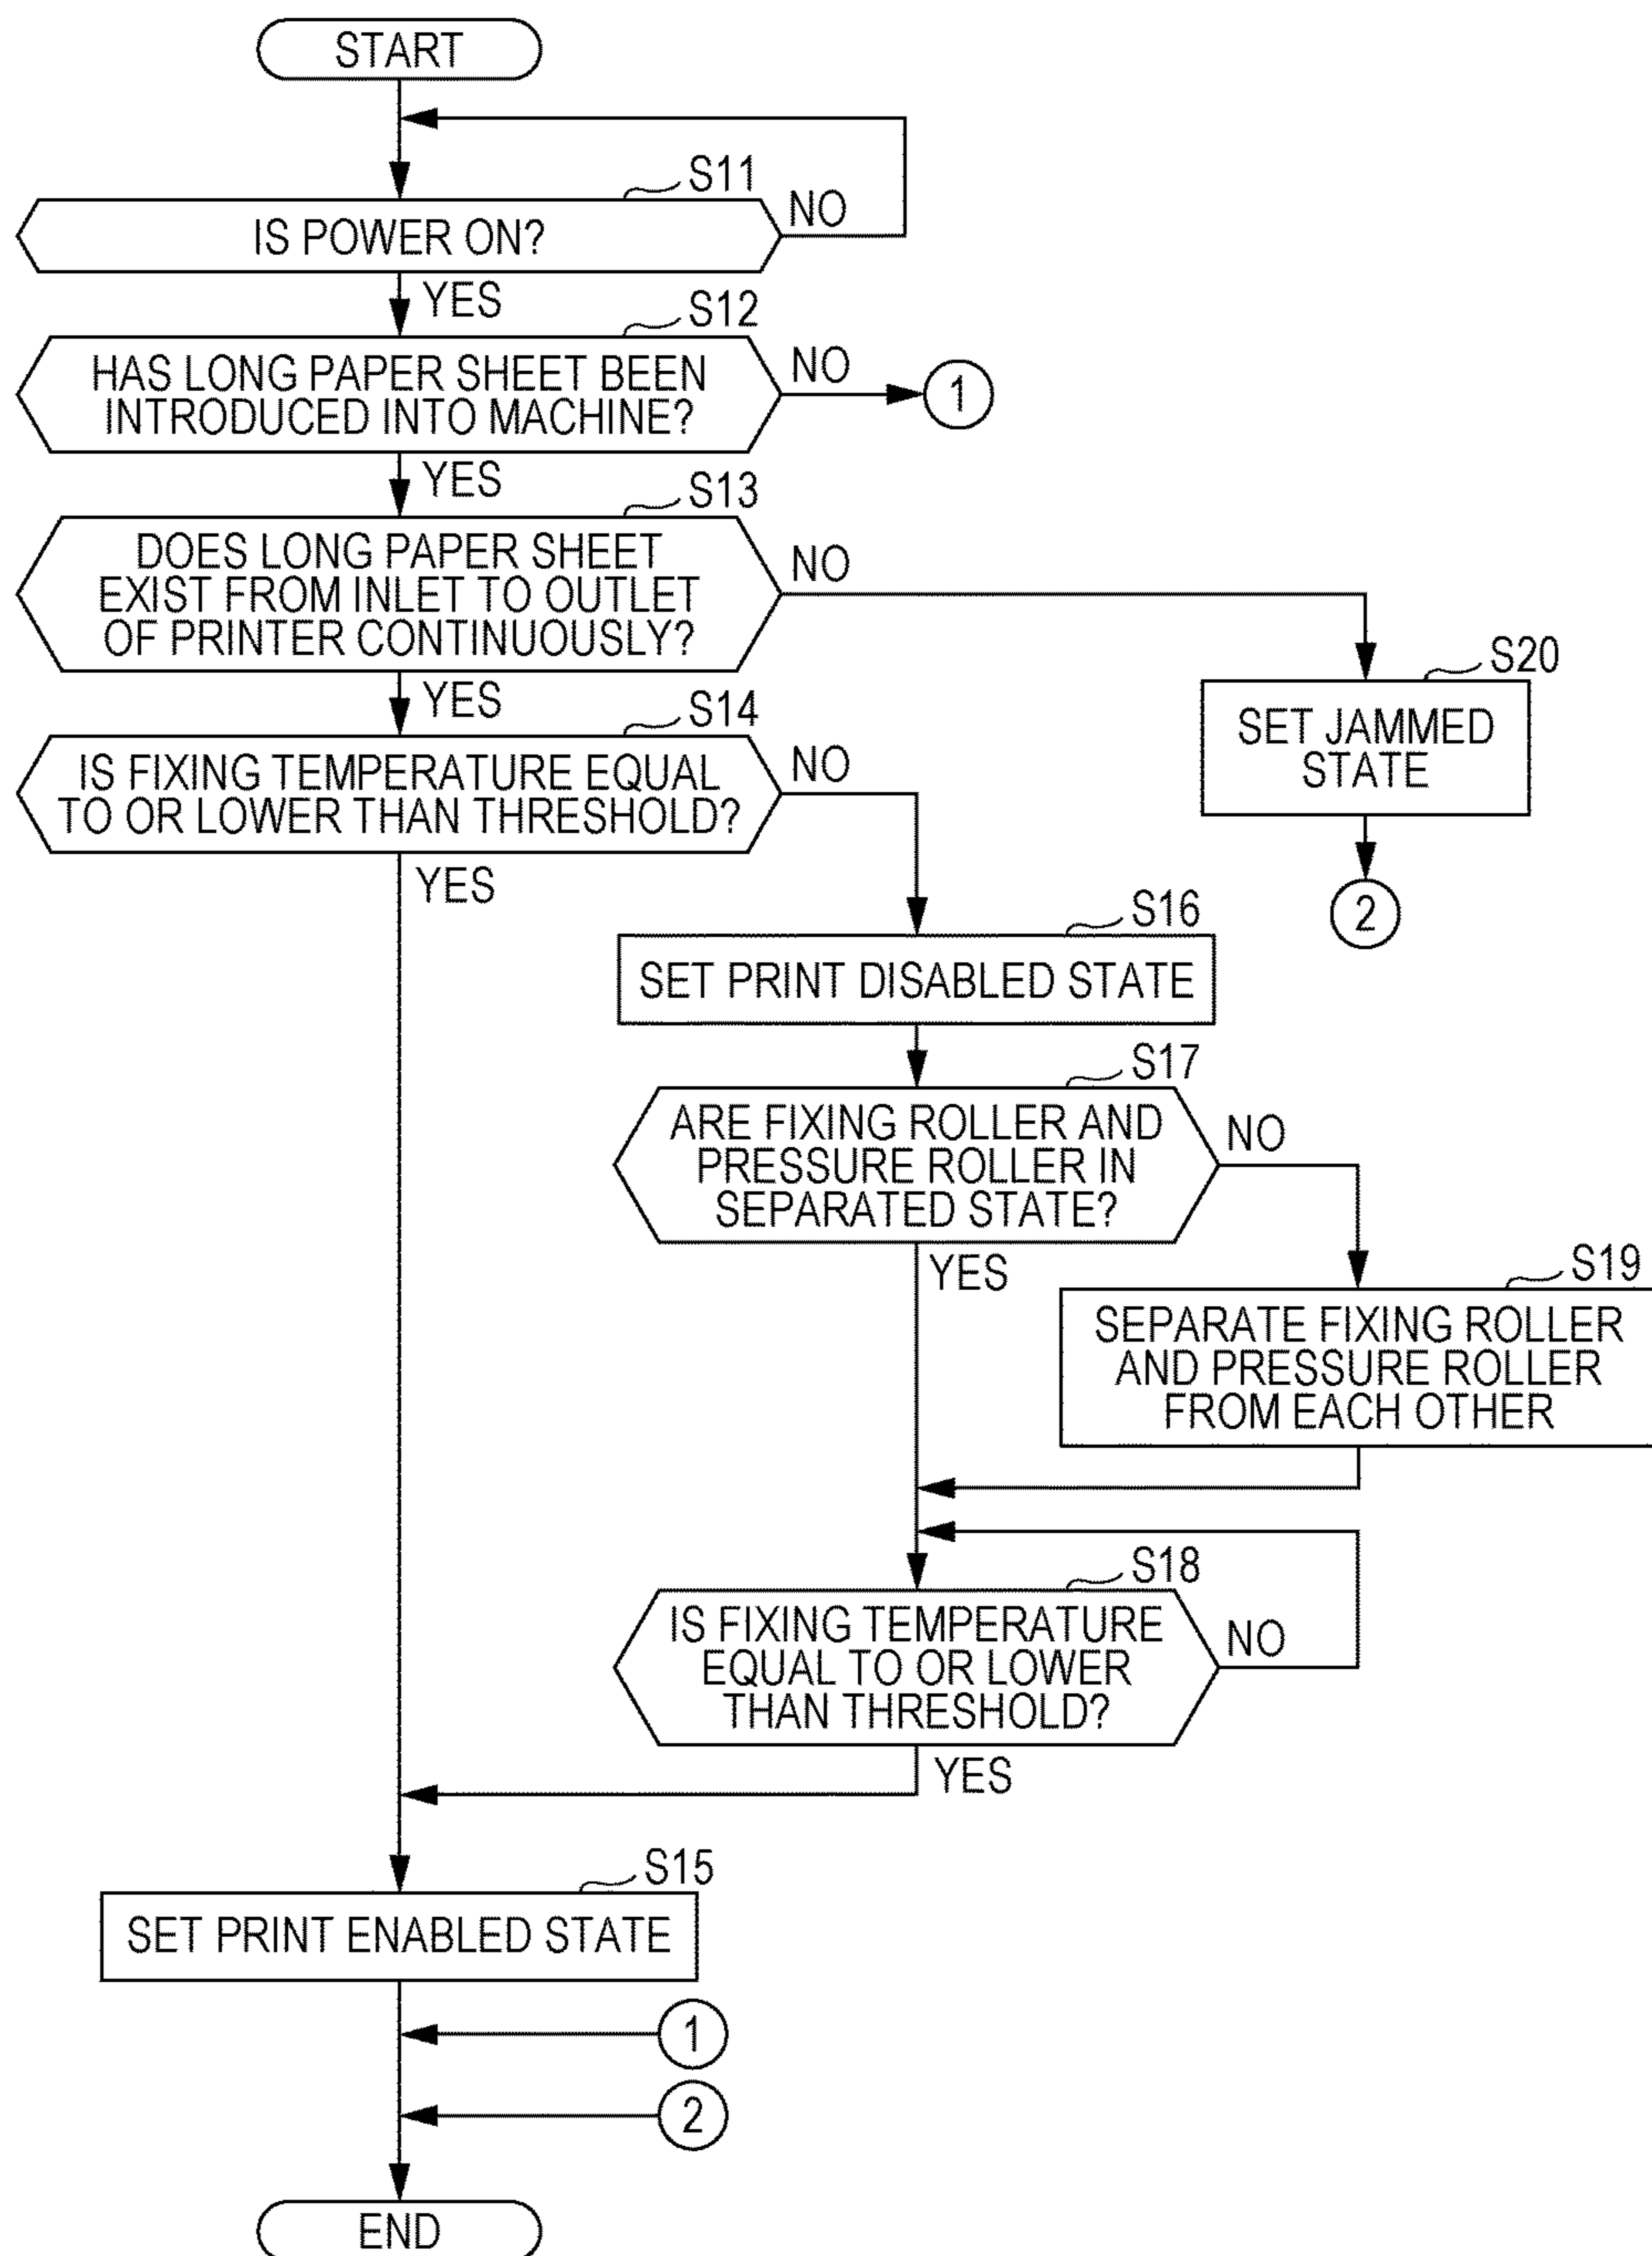 START
S11
IS POWER ON?
NO
YES
S12
HAS LONG PAPER SHEET BEEN
INTRODUCED INTO MACHINE?
NO
1
YES
S13
DOES LONG PAPER SHEET
EXIST FROM INLET TO OUTLET
OF PRINTER CONTINUOUSLY?
NO
S20
SET JAMMED
STATE
2
YES
S14
IS FIXING TEMPERATURE EQUAL
TO OR LOWER THAN THRESHOLD?
NO
YES
S16
SET PRINT DISABLED STATE
S17
ARE FIXING ROLLER AND
PRESSURE ROLLER IN
SEPARATED STATE?
NO
YES
S19
SEPARATE FIXING ROLLER
AND PRESSURE ROLLER
FROM EACH OTHER
S18
IS FIXING TEMPERATURE
EQUAL TO OR LOWER
THAN THRESHOLD?
NO
YES
S15
SET PRINT ENABLED STATE
1
2
END